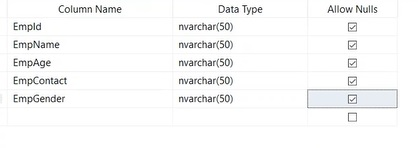 Column Name Data Type Allow Nulls
EmpId nvarchar(50)
EmpName nvarchar(50)
EmpAge nvarchar(50)
EmpContact nvarchar(50)
EmpGender nvarchar(50)